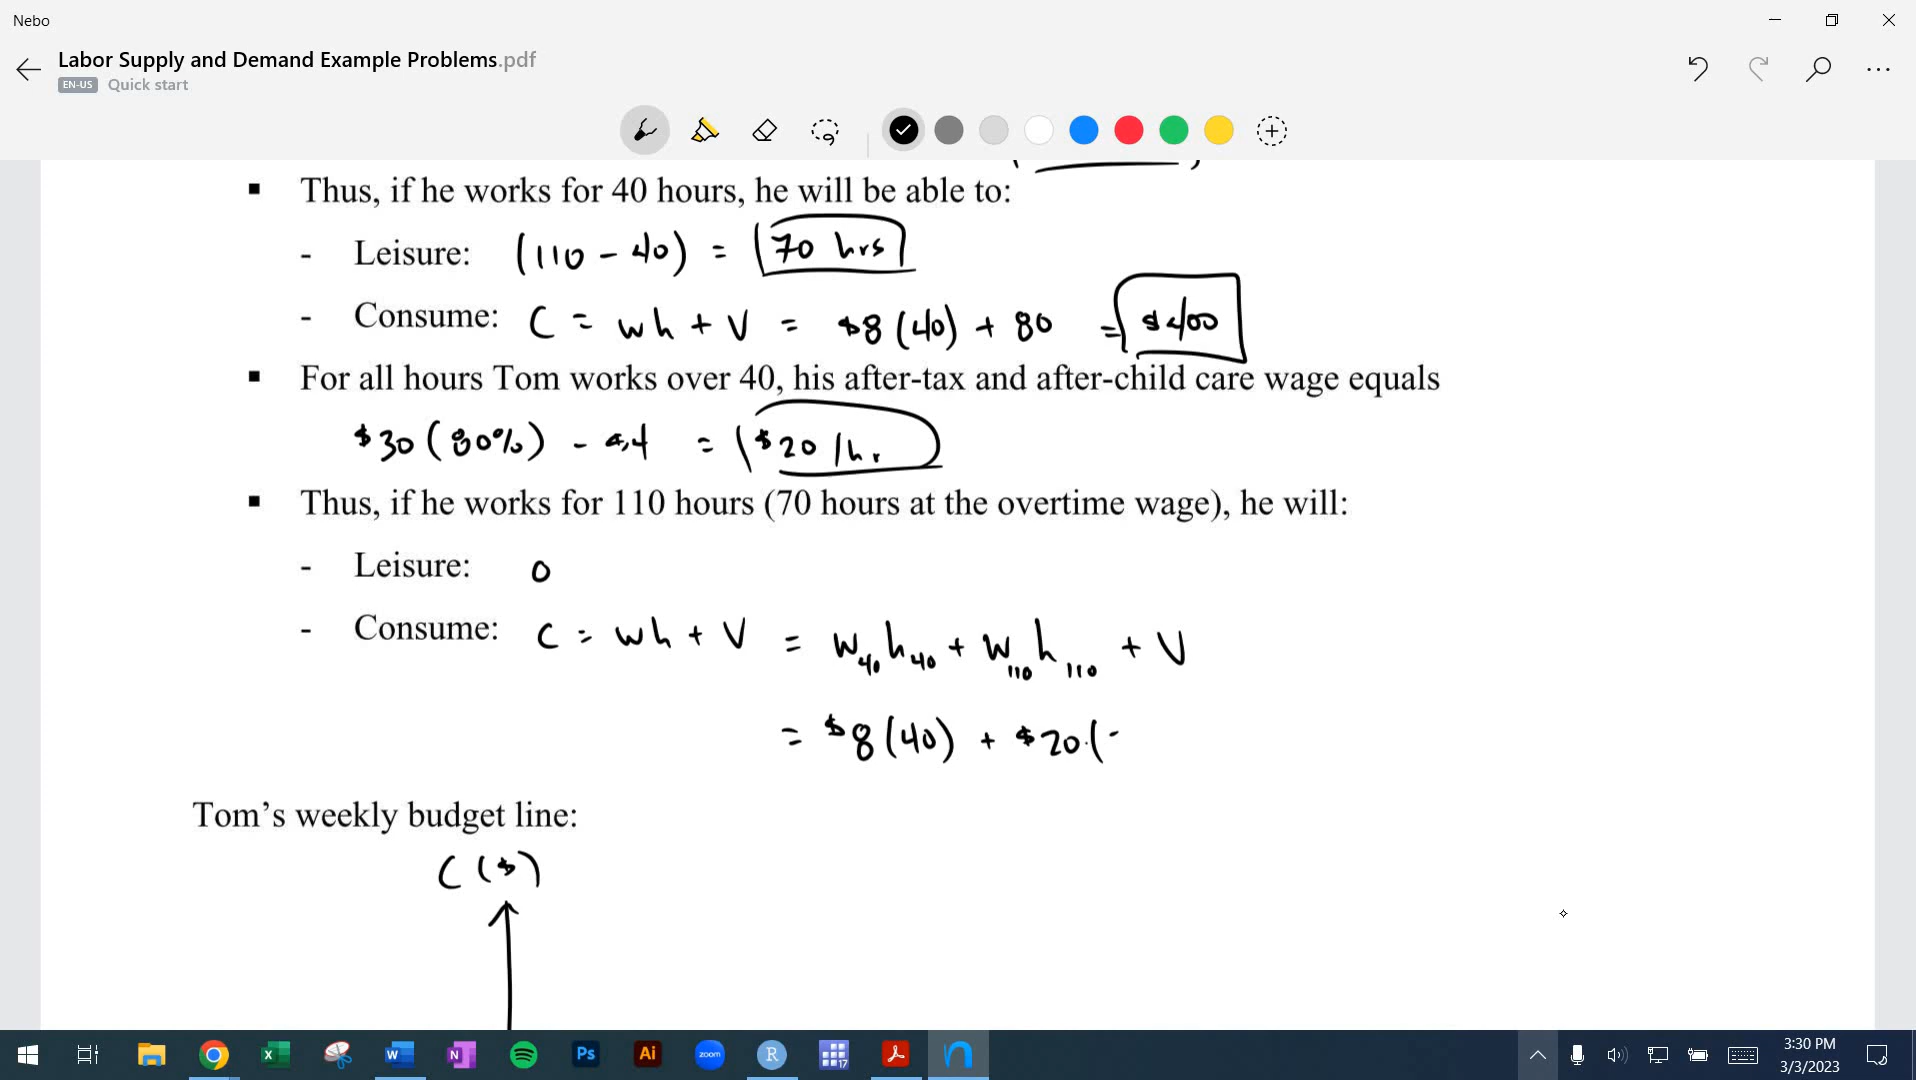 Nebo
Labor Supply and Demand Example Problems.pdf
EN-US Quick start
▪ Thus, if he works for 40 hours, he will be able to:
- Leisure: (110 - 40) = 70 hrs
- Consume: C = wh + V = $8 (40) + 80 = $400
▪ For all hours Tom works over 40, his after-tax and after-child care wage equals
$30 (80%) - 4 = $20 / hr
▪ Thus, if he works for 110 hours (70 hours at the overtime wage), he will:
- Leisure: 0
- Consume: C = wh + V = w40 h40 + w110 h110 + V
= $8 (40) + $20 (
Tom's weekly budget line:
C ($)
zoom
Ps
Ai
R
N
17
3:30 PM
3/3/2023